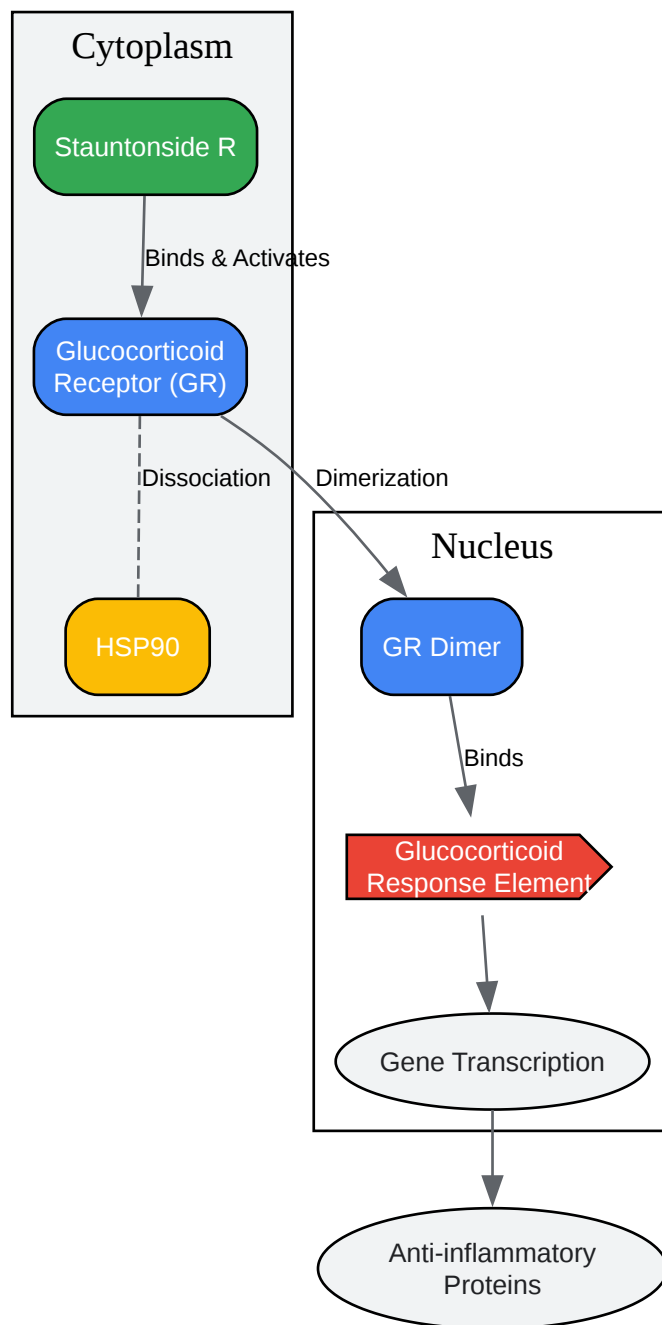 Cytoplasm
Stauntonside R
Binds & Activates
Glucocorticoid
Receptor (GR)
Dissociation
Dimerization
Nucleus
HSP90
GR Dimer
Binds
Glucocorticoid
Response Element
Gene Transcription
Anti-inflammatory
Proteins